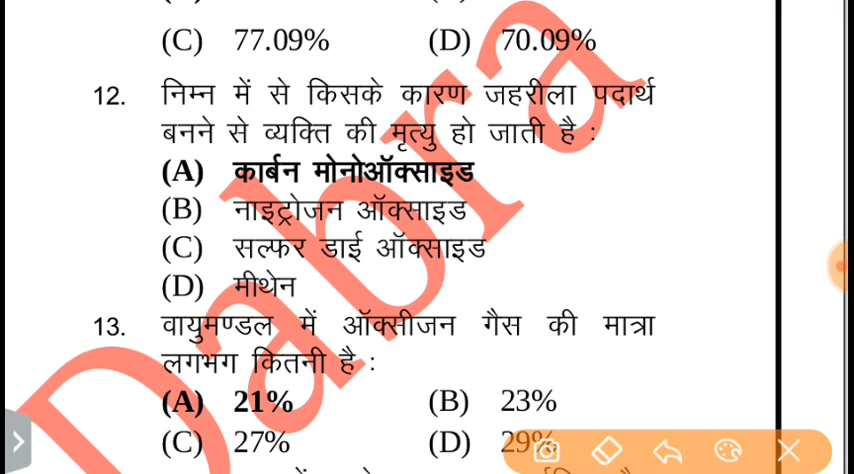 (C) 77.09% (D) 70.09%
12. निम्न में से किसके कारण जहरीला पदार्थ
बनने से व्यक्ति की मृत्यु हो जाती है :
(A) कार्बन मोनोऑक्साइड
(B) नाइट्रोजन ऑक्साइड
(C) सल्फर डाई ऑक्साइड
(D) मीथेन
13. वायुमण्डल में ऑक्सीजन गैस की मात्रा
लगभग कितनी है :
(A) 21% (B) 23%
(C) 27% (D) 29%
Dabra